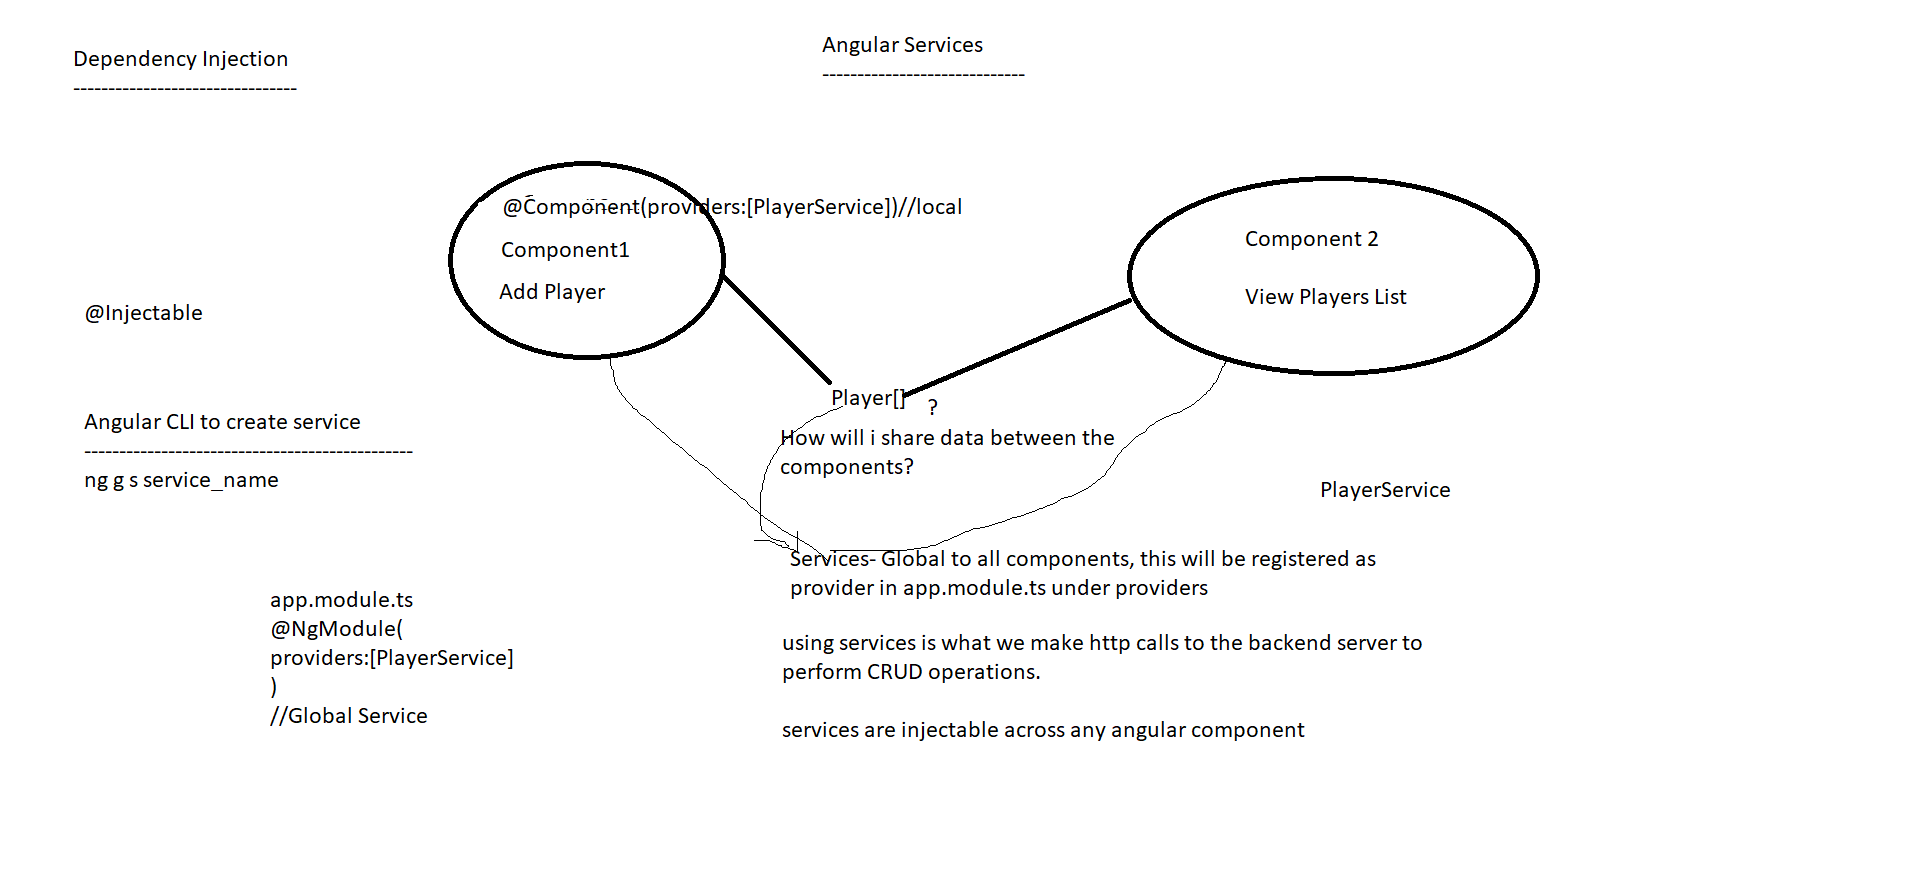 Dependency Injection
--------------------------------
Angular Services
-----------------------------
@Component(providers:[PlayerService])//local
Component1
Add Player
Component 2
View Players List
@Injectable
Player[]
?
How will i share data between the
components?
Angular CLI to create service
-----------------------------------------------
ng g s service_name
PlayerService
Services- Global to all components, this will be registered as
provider in app.module.ts under providers
using services is what we make http calls to the backend server to
perform CRUD operations.
services are injectable across any angular component
app.module.ts
@NgModule(
providers:[PlayerService]
)
//Global Service